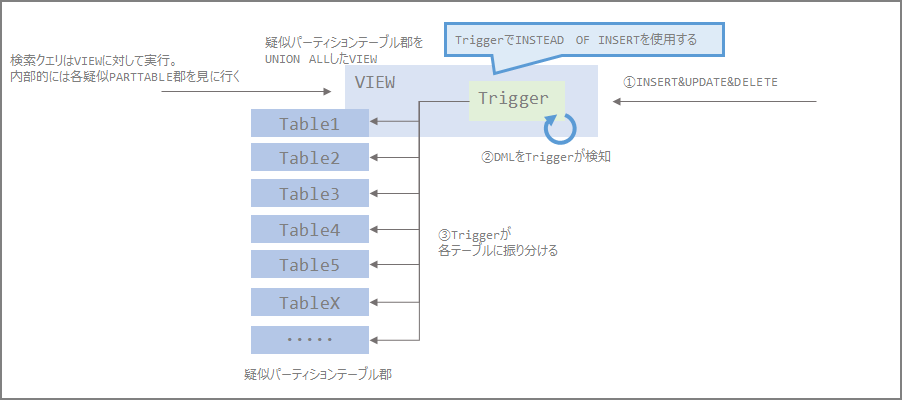 TriggerでINSTEAD OF INSERTを使用する
疑似パーティションテーブル郡を
UNION ALLしたVIEW
検索クエリはVIEWに対して実行。
内部的には各疑似PARTTABLE郡を見に行く
VIEW
Trigger
①INSERT&UPDATE&DELETE
Table1
②DMLをTriggerが検知
Table2
Table3
Table4
③Triggerが
各テーブルに振り分ける
Table5
TableX
・・・・・
疑似パーティションテーブル郡